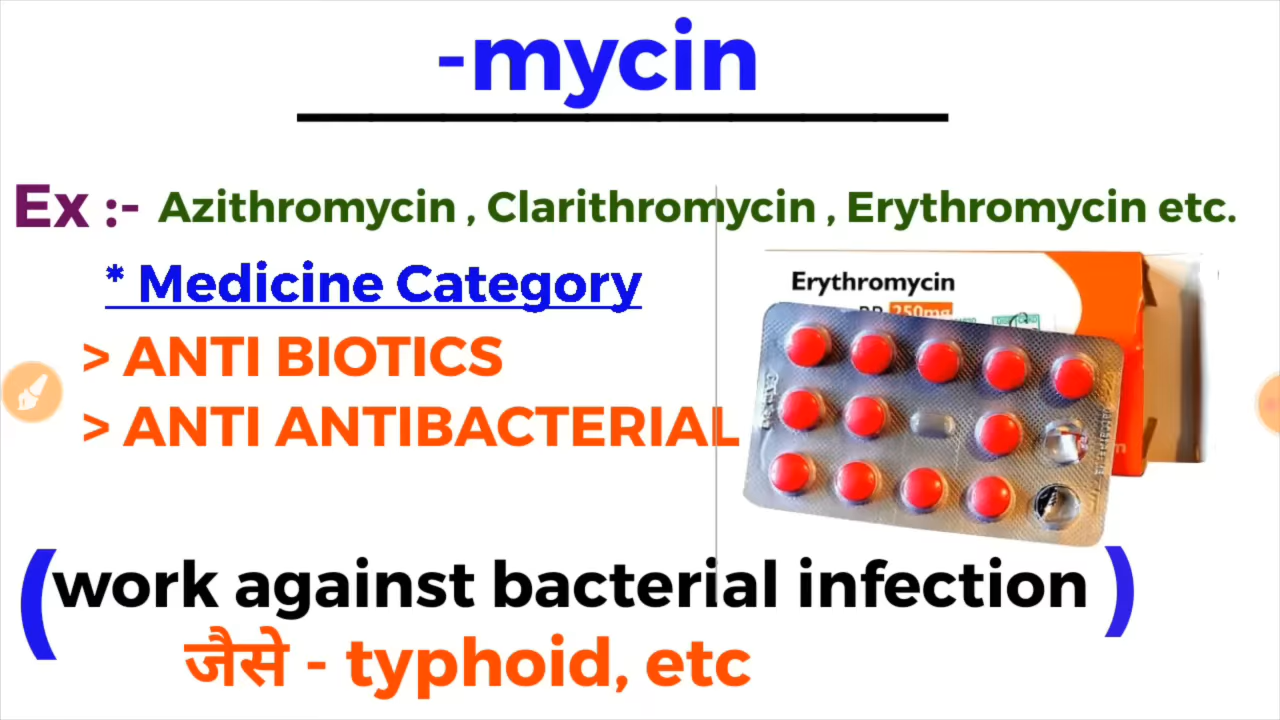 -mycin
Ex :- Azithromycin , Clarithromycin , Erythromycin etc.
* Medicine Category
> ANTI BIOTICS
> ANTI ANTIBACTERIAL
Erythromycin
250mg
(work against bacterial infection )
जैसे - typhoid, etc